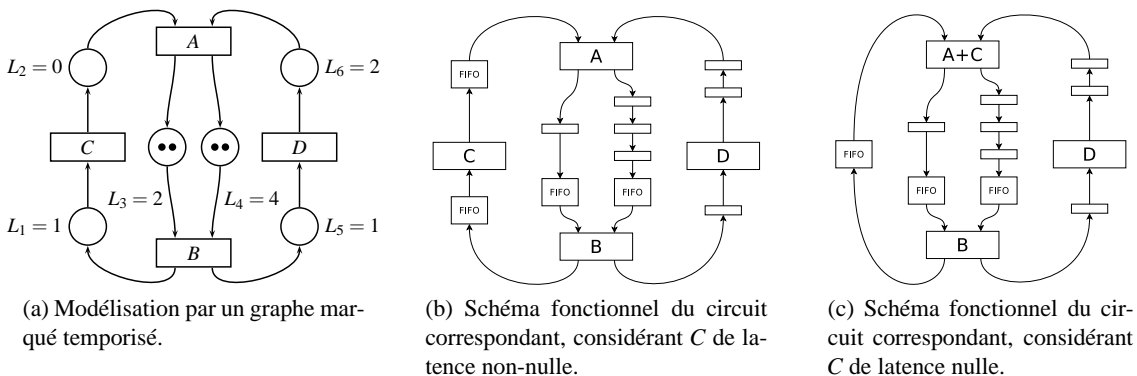 A
L2 = 0
L6 = 2
C
D
L3 = 2
L4 = 4
L1 = 1
L5 = 1
B
(a) Modélisation par un graphe mar-
qué temporisé.
A
FIFO
C
D
FIFO
FIFO
FIFO
B
(b) Schéma fonctionnel du circuit
correspondant, considérant C de la-
tence non-nulle.
A+C
FIFO
D
FIFO
FIFO
B
(c) Schéma fonctionnel du cir-
cuit correspondant, considérant
C de latence nulle.